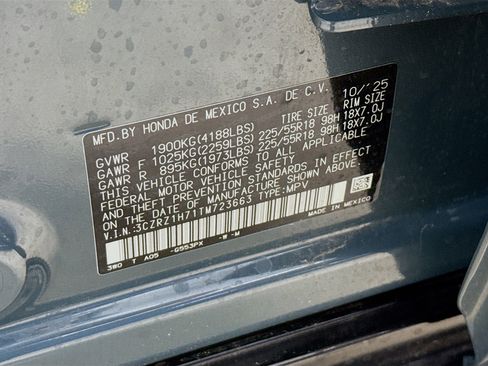 MFD.BY HONDA DE MEXICO S.A. DE C.V. 10/'25
TIRE SIZE RIM SIZE
GVWR 1900KG(4188LBS)
GAWR F 1025KG(2259LBS) 225/55R18 98H 18X7.0J
GAWR R 895KG(1973LBS) 225/55R18 98H 18X7.0J
THIS VEHICLE CONFORMS TO ALL APPLICABLE
FEDERAL MOTOR VEHICLE SAFETY
AND THEFT PREVENTION STANDARDS IN EFFECT
ON THE DATE OF MANUFACTURE SHOWN ABOVE.
V.I.N.:3CZRZ1H71TM723663 TYPE:MPV
MADE IN MEXICO
3W0 T A05 -G553PX -W -M